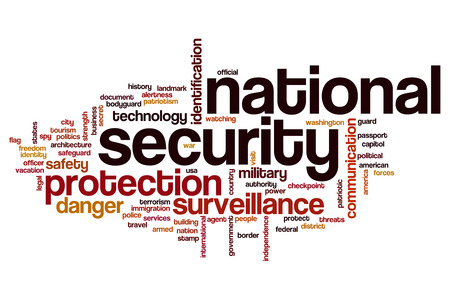 official
history landmark
identification
national
document alertness
bodyguard patriotism
technology
watching
business
secret
strength
city
tourism
states
spy politics
flag
architecture
security
war
visit
washington
guard
communication
passport
capitol
freedom
identity
safeguard
political
american
officer safety
vacation
usa
country
military
america
forces
legal
protection
authority checkpoint
power
patriotic
danger
terrorism
surveillance
immigration
police
services
international
agent people
protect threats
travel armed nation
stamp
government
border
independence
federal district